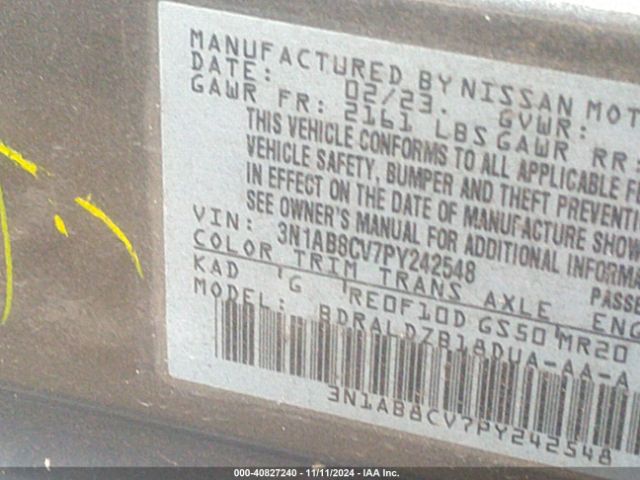 MANUFACTURED BY NISSAN MOT
DATE: 02/23. GVWR:
GAWR FR: 2161 LBS GAWR RR:
THIS VEHICLE CONFORMS TO ALL APPLICABLE F
VEHICLE SAFETY, BUMPER AND THEFT PREVENTI
IN EFFECT ON THE DATE OF MANUFACTURE SHOW
SEE OWNER'S MANUAL FOR ADDITIONAL INFORMA
VIN: 3N1AB8CV7PY242548 PASSE
COLOR TRIM TRANS AXLE ENG
KAD 'G 'RE0F10D GS50 MR20
MODEL: BDRALDZB18DUA-AA-A
3N1AB8CV7PY242548
000-40827240 - 11/11/2024 - IAA Inc.